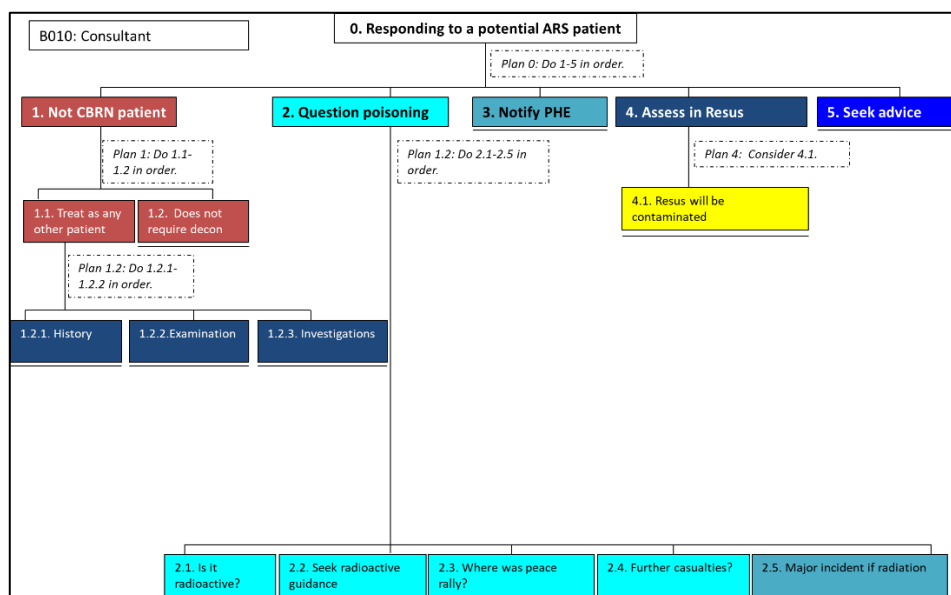 B010: Consultant
0. Responding to a potential ARS patient
Plan 0: Do 1-5 in order.
1. Not CBRN patient
2. Question poisoning
3. Notify PHE
4. Assess in Resus
5. Seek advice
Plan 1: Do 1.1-
1.2 in order.
Plan 1.2: Do 2.1-2.5 in
order.
Plan 4: Consider 4.1.
1.1. Treat as any
other patient
1.2. Does not
require decon
4.1. Resus will be
contaminated
Plan 1.2: Do 1.2.1-
1.2.2 in order.
1.2.1. History
1.2.2.Examination
1.2.3. Investigations
2.1. Is it
radioactive?
2.2. Seek radioactive
guidance
2.3. Where was peace
rally?
2.4. Further casualties?
2.5. Major incident if radiation